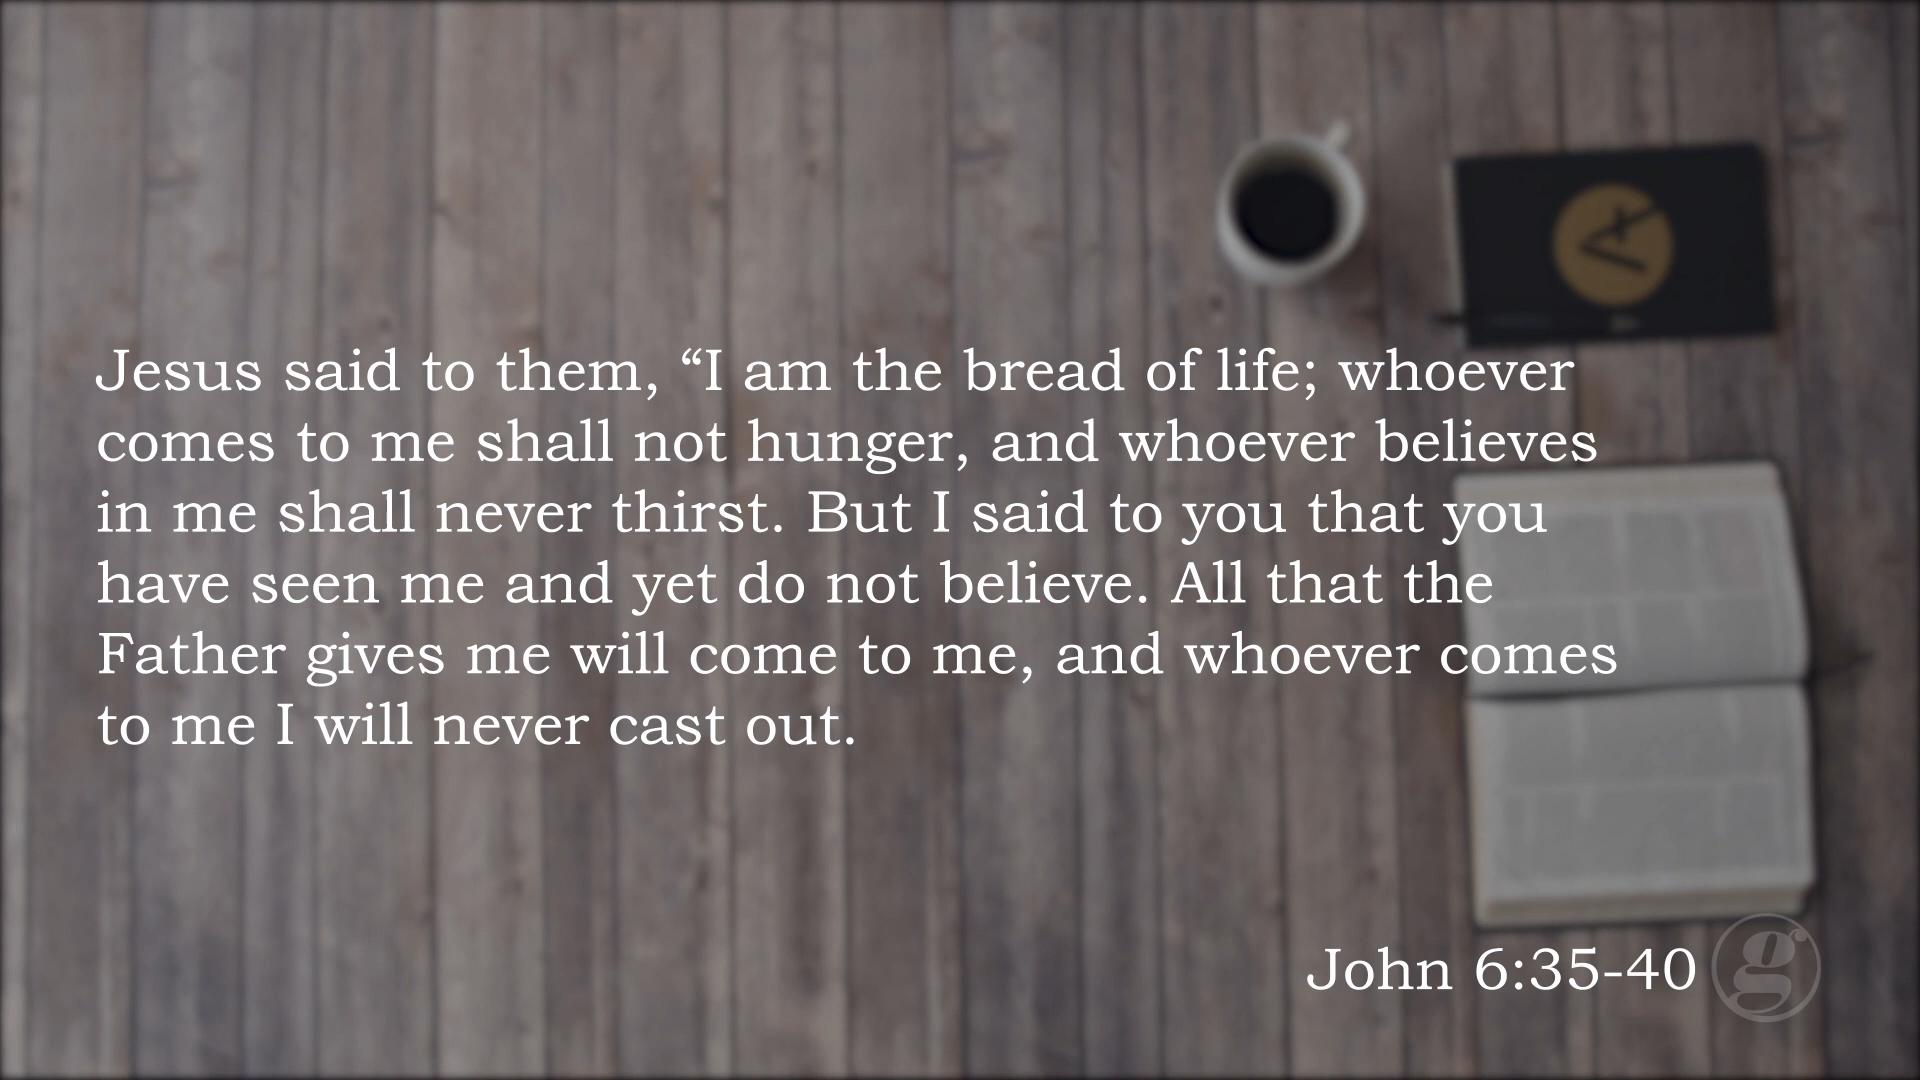 Jesus said to them, “I am the bread of life; whoever
comes to me shall not hunger, and whoever believes
in me shall never thirst. But I said to you that you
have seen me and yet do not believe. All that the
Father gives me will come to me, and whoever comes
to me I will never cast out.
John 6:35-40
g